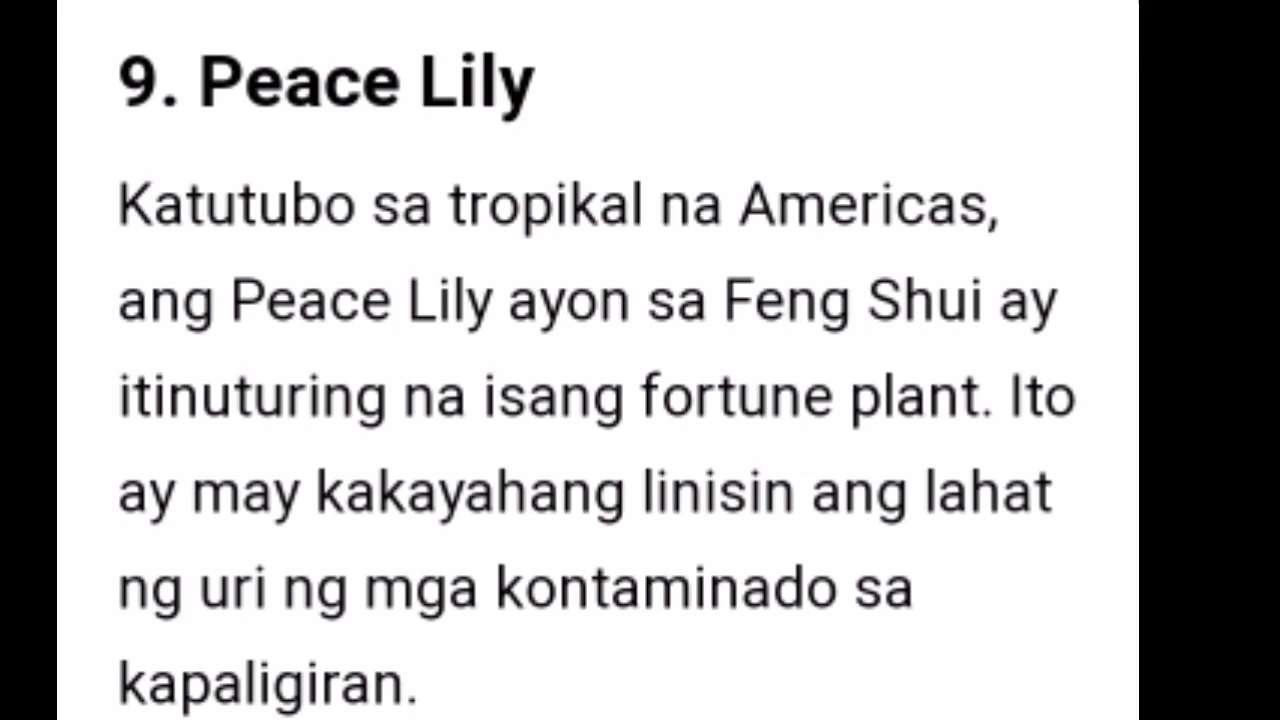 9. Peace Lily
Katutubo sa tropikal na Americas,
ang Peace Lily ayon sa Feng Shui ay
itinuturing na isang fortune plant. Ito
ay may kakayahang linisin ang lahat
ng uri ng mga kontaminado sa
kapaligiran.